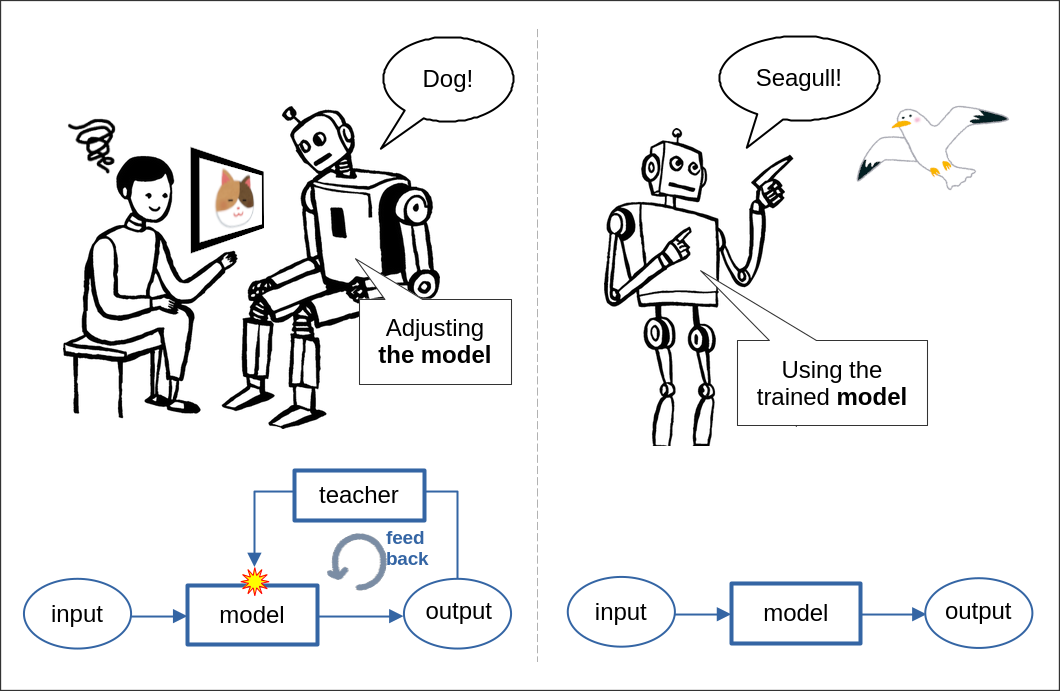 Dog!
Adjusting
the model
teacher
feed
back
input
model
output
Seagull!
Using the
trained model
input
model
output